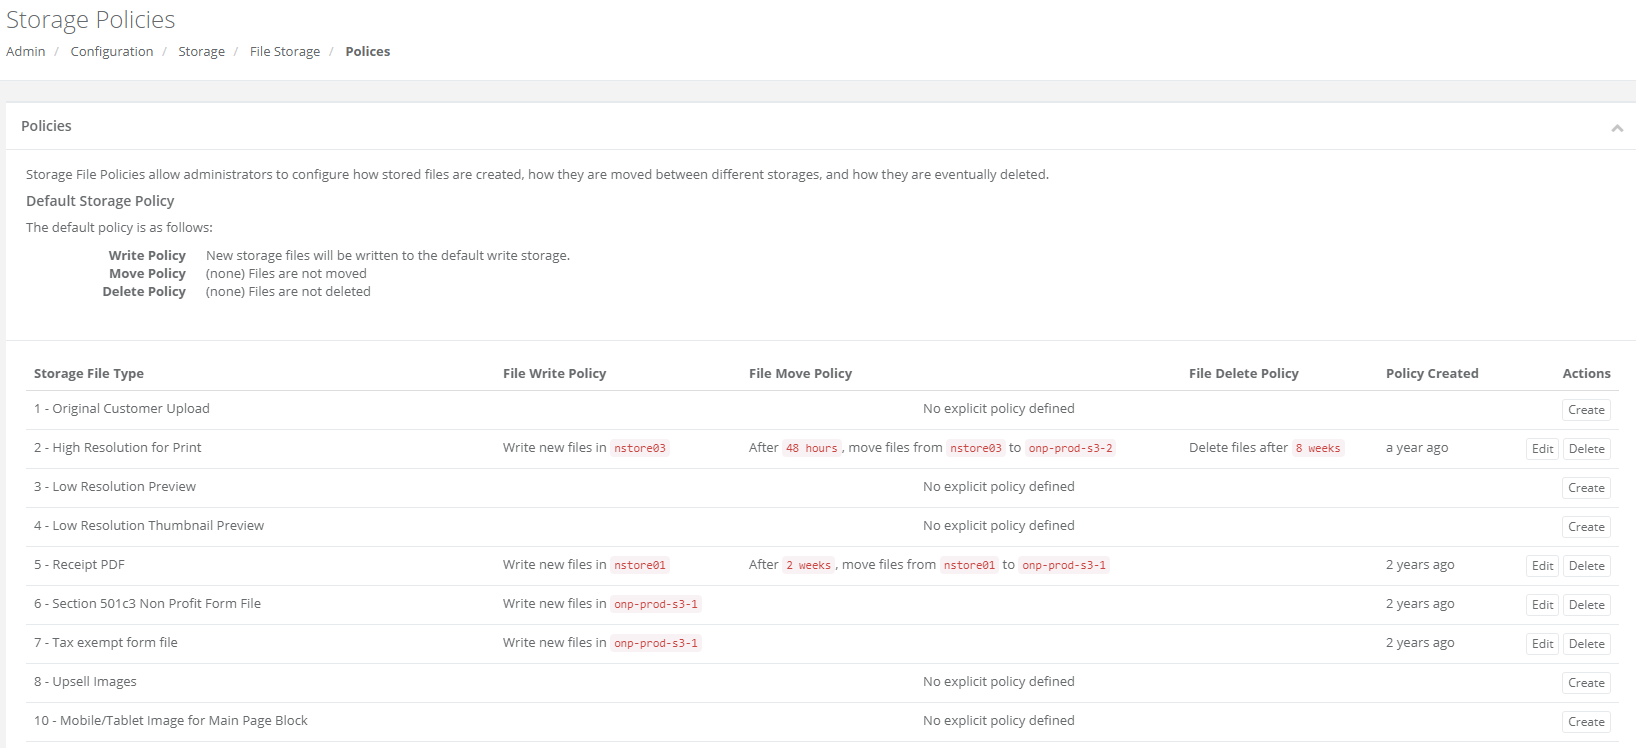 Storage Policies
Admin / Configuration / Storage / File Storage / Polices
Policies
Storage File Policies allow administrators to configure how stored files are created, how they are moved between different storages, and how they are eventually deleted.
Default Storage Policy
The default policy is as follows:
Write Policy New storage files will be written to the default write storage.
Move Policy (none) Files are not moved
Delete Policy (none) Files are not deleted
Storage File Type File Write Policy File Move Policy File Delete Policy Policy Created Actions
1 - Original Customer Upload No explicit policy defined Create
2 - High Resolution for Print Write new files in nstore03 After 48 hours , move files from nstore03 to onp-prod-s3-2 Delete files after 8 weeks a year ago Edit Delete
3 - Low Resolution Preview No explicit policy defined Create
4 - Low Resolution Thumbnail Preview No explicit policy defined Create
5 - Receipt PDF Write new files in nstore01 After 2 weeks , move files from nstore01 to onp-prod-s3-1 2 years ago Edit Delete
6 - Section 501c3 Non Profit Form File Write new files in onp-prod-s3-1 2 years ago Edit Delete
7 - Tax exempt form file Write new files in onp-prod-s3-1 2 years ago Edit Delete
8 - Upsell Images No explicit policy defined Create
10 - Mobile/Tablet Image for Main Page Block No explicit policy defined Create